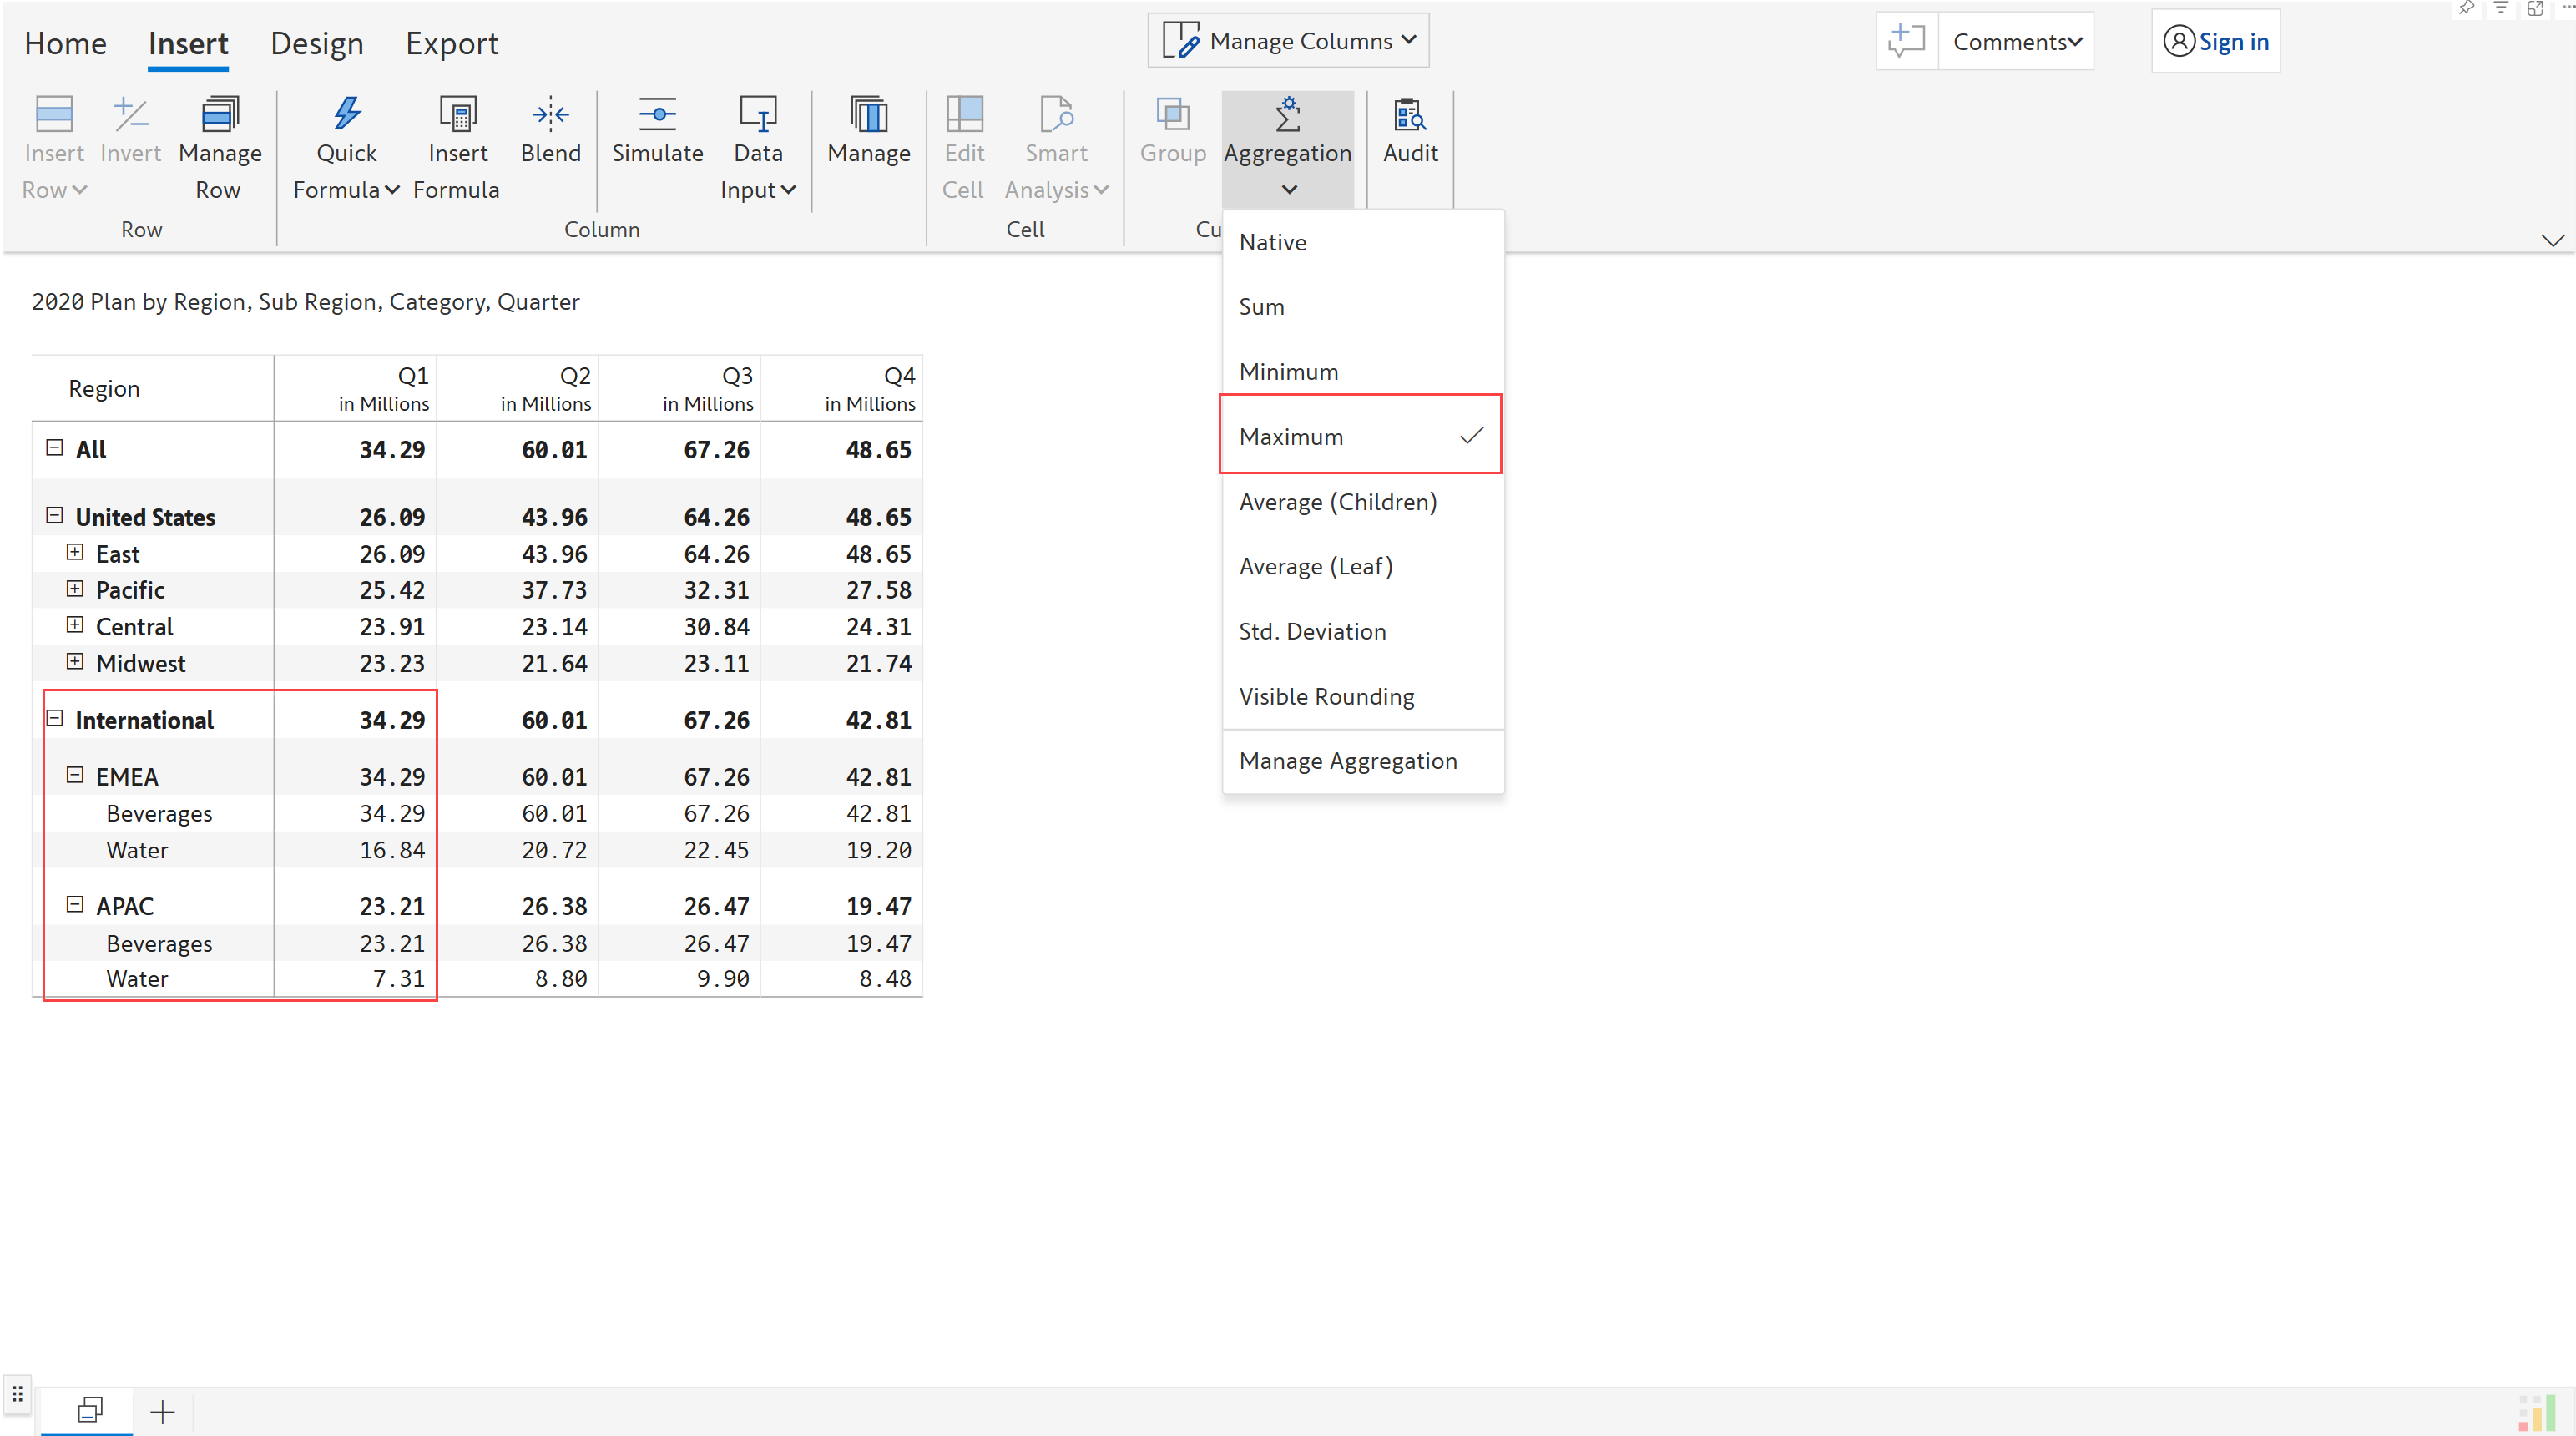 Home Insert Design Export Manage Columns Comments Sign in
Insert Row Invert Manage Row Quick Formula Insert Formula Blend Simulate Data Input Manage Edit Cell Smart Analysis Group Aggregation Audit
Row Column Cell Cu
Native
Sum
Minimum
Maximum
Average (Children)
Average (Leaf)
Std. Deviation
Visible Rounding
Manage Aggregation
2020 Plan by Region, Sub Region, Category, Quarter
Region Q1 in Millions Q2 in Millions Q3 in Millions Q4 in Millions
All 34.29 60.01 67.26 48.65
United States 26.09 43.96 64.26 48.65
East 26.09 43.96 64.26 48.65
Pacific 25.42 37.73 32.31 27.58
Central 23.91 23.14 30.84 24.31
Midwest 23.23 21.64 23.11 21.74
International 34.29 60.01 67.26 42.81
EMEA 34.29 60.01 67.26 42.81
Beverages 34.29 60.01 67.26 42.81
Water 16.84 20.72 22.45 19.20
APAC 23.21 26.38 26.47 19.47
Beverages 23.21 26.38 26.47 19.47
Water 7.31 8.80 9.90 8.48